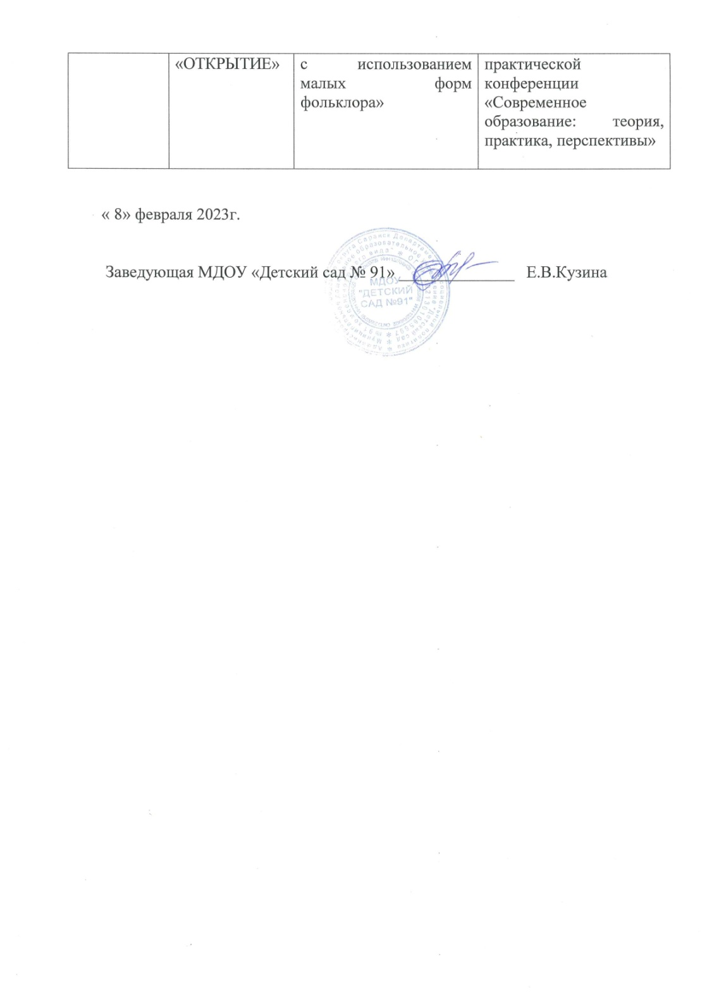 «ОТКРЫТИЕ»
с использованием
малых форм
фольклора»
практической
конференции
«Современное
образование: теория,
практика, перспективы»
« 8» февраля 2023г.
Заведующая МДОУ «Детский сад № 91»______________ Е.В.Кузина
МДОУ
"ДЕТСКИЙ
САД №91"